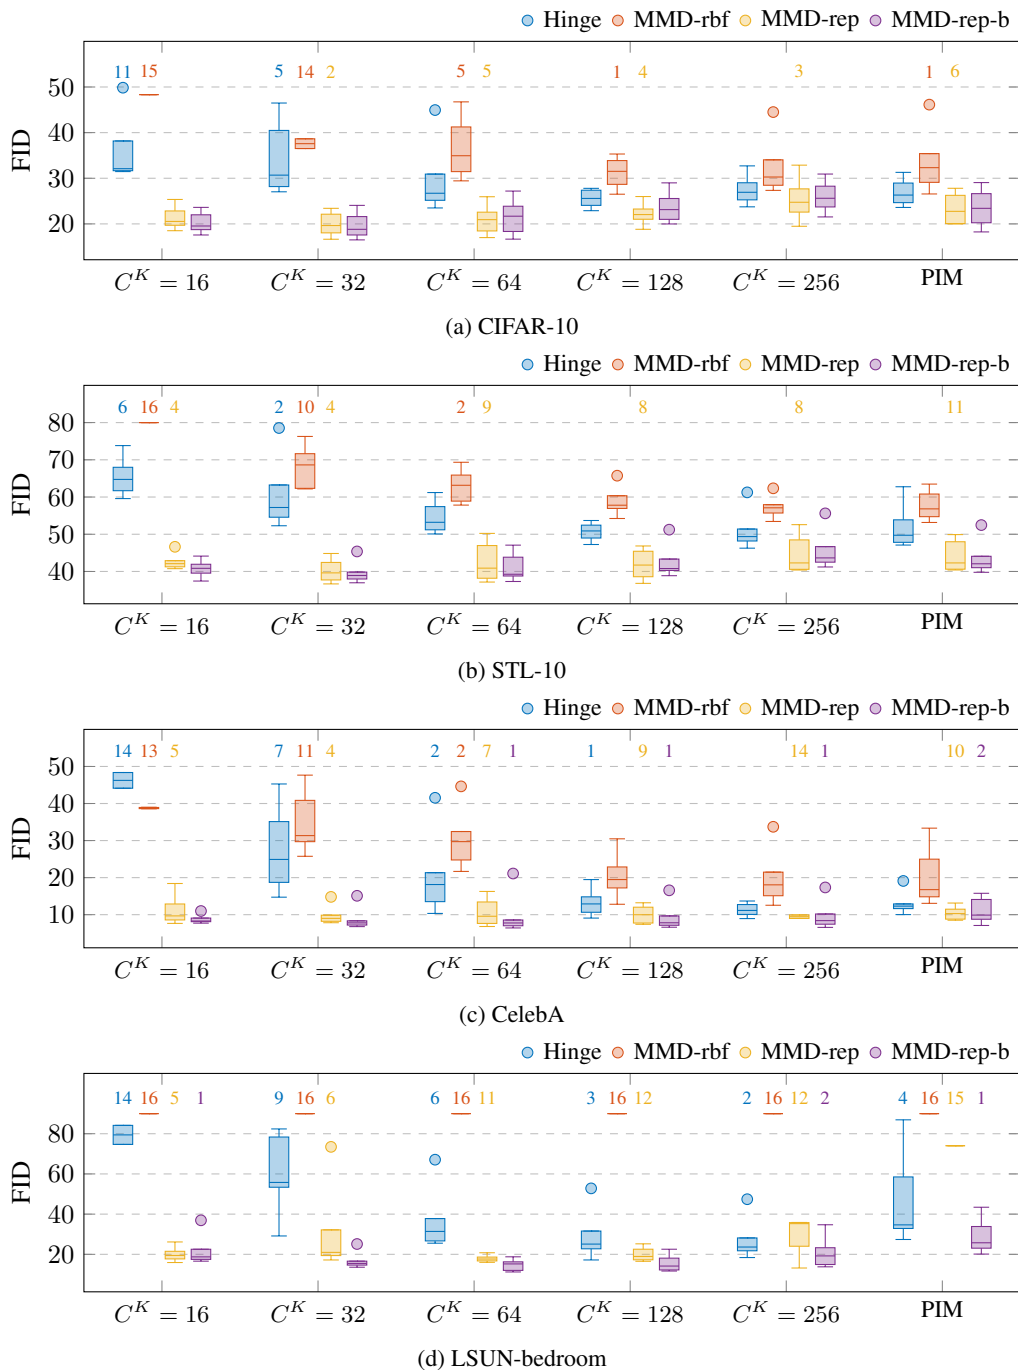 Hinge MMD-rbf MMD-rep MMD-rep-b
11 15 5 14 2 5 5 1 4 3 1 6
50
40
30
20
FID
C^K = 16 C^K = 32 C^K = 64 C^K = 128 C^K = 256 PIM
(a) CIFAR-10
Hinge MMD-rbf MMD-rep MMD-rep-b
6 16 4 2 10 4 2 9 8 8 11
80
70
60
50
40
FID
C^K = 16 C^K = 32 C^K = 64 C^K = 128 C^K = 256 PIM
(b) STL-10
Hinge MMD-rbf MMD-rep MMD-rep-b
14 13 5 7 11 4 2 2 7 1 1 9 1 14 1 10 2
50
40
30
20
10
FID
C^K = 16 C^K = 32 C^K = 64 C^K = 128 C^K = 256 PIM
(c) CelebA
Hinge MMD-rbf MMD-rep MMD-rep-b
14 16 5 1 9 16 6 6 16 11 3 16 12 2 16 12 2 4 16 15 1
80
60
40
20
FID
C^K = 16 C^K = 32 C^K = 64 C^K = 128 C^K = 256 PIM
(d) LSUN-bedroom